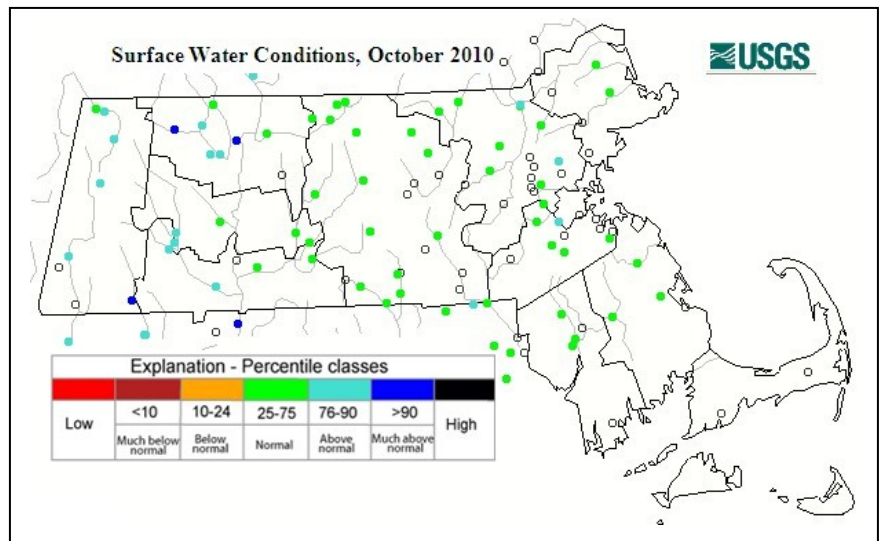 Surface Water Conditions, October 2010
USGS
Explanation - Percentile classes
Low
<10
10-24
25-75
76-90
>90
High
Much below
normal
Below
normal
Normal
Above
normal
Much above
normal